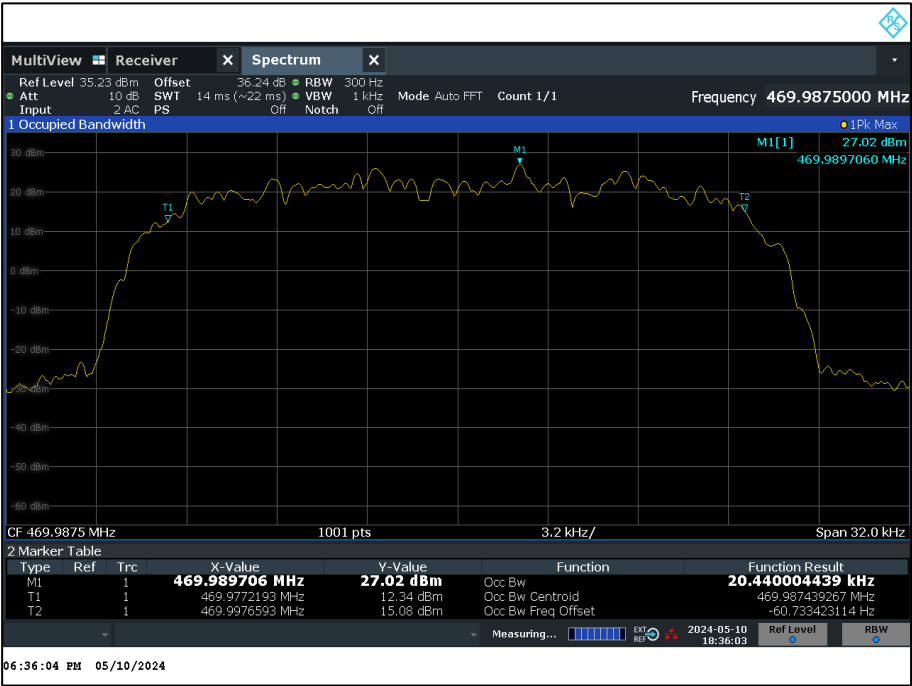 R&S
MultiView Receiver X Spectrum X
Ref Level 35.23 dBm Offset 36.24 dB RBW 300 Hz
Att 10 dB SWT 14 ms (~22 ms) VBW 1 kHz Mode Auto FFT Count 1/1 Frequency 469.9875000 MHz
Input 2 AC PS Off Notch Off
1 Occupied Bandwidth 1Pk Max
M1[1] 27.02 dBm
469.9897060 MHz
M1
30 dBm
20 dBm
T1
T2
10 dBm
0 dBm
-10 dBm
-20 dBm
-30 dBm
-40 dBm
-50 dBm
-60 dBm
CF 469.9875 MHz 1001 pts 3.2 kHz/ Span 32.0 kHz
2 Marker Table
Type Ref Trc X-Value Y-Value Function Function Result
M1 1 469.989706 MHz 27.02 dBm Occ Bw 20.440004439 kHz
T1 1 469.9772193 MHz 12.34 dBm Occ Bw Centroid 469.987439267 MHz
T2 1 469.9976593 MHz 15.08 dBm Occ Bw Freq Offset -60.733423114 Hz
Measuring... EXT REF 2024-05-10 18:36:03 Ref Level RBW
06:36:04 PM 05/10/2024